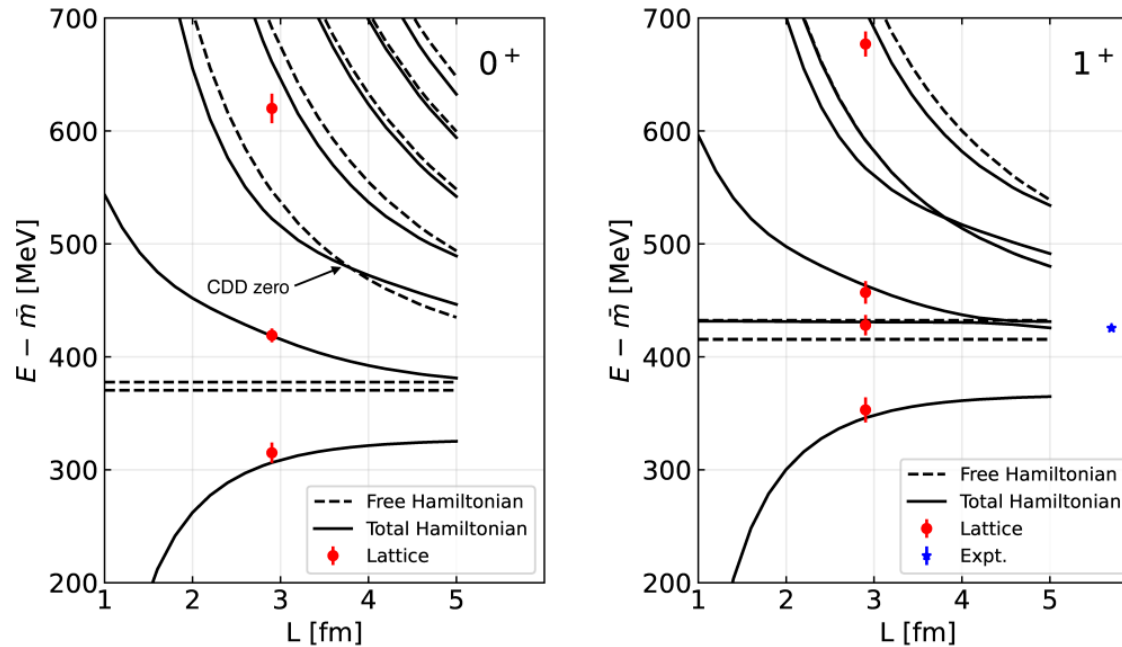 700
600
500
400
300
200
E − m̄ [MeV]
0⁺
CDD zero
Free Hamiltonian
Total Hamiltonian
Lattice
1 2 3 4 5
L [fm]
700
600
500
400
300
200
E − m̄ [MeV]
1⁺
Free Hamiltonian
Total Hamiltonian
Lattice
Expt.
1 2 3 4 5
L [fm]